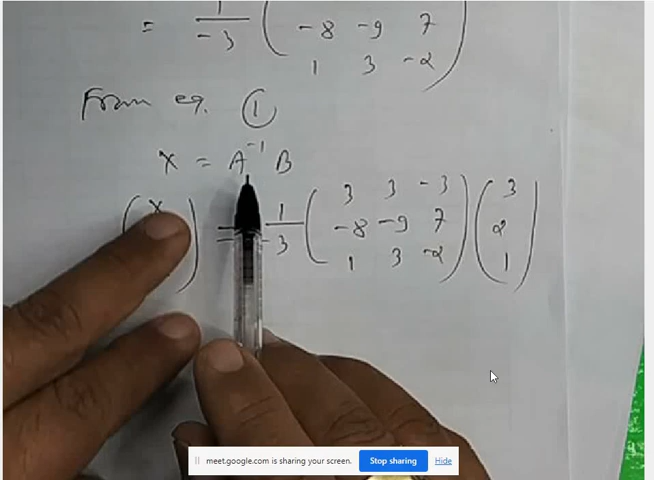 = 1/-3 ( -8 -9 7
1 3 -2 )
From eq. ①
X = A⁻¹ B
( x ) = 1/-3 ( 3 3 -3 ) ( 3 )
-8 -9 7 2
1 3 -2 1
meet.google.com is sharing your screen. Stop sharing Hide